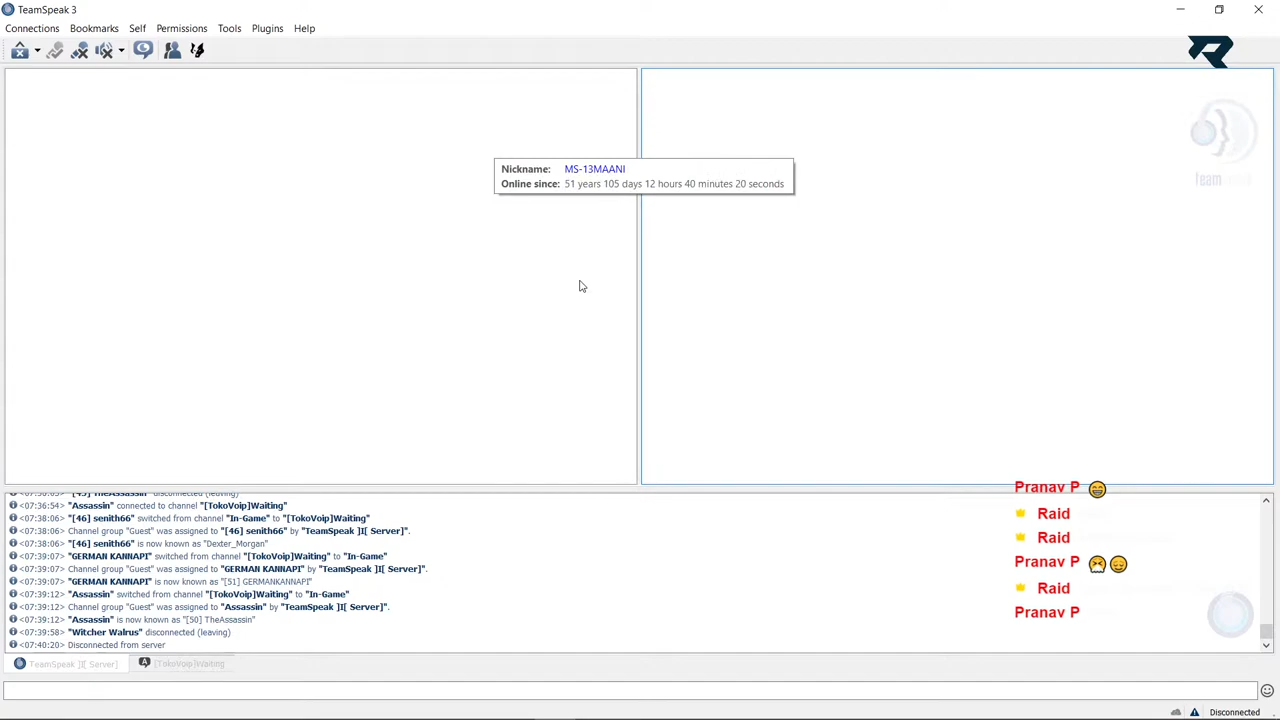 TeamSpeak 3
Connections Bookmarks Self Permissions Tools Plugins Help
team
Nickname: MS-13MAANI
Online since: 51 years 105 days 12 hours 40 minutes 20 seconds
<07:36:54> "Assassin" connected to channel "[TokoVoip]Waiting"
<07:38:06> "[46] senith66" switched from channel "In-Game" to "[TokoVoip]Waiting"
<07:38:06> Channel group "Guest" was assigned to "[46] senith66" by "TeamSpeak ]I[ Server]".
<07:38:06> "[46] senith66" is now known as "Dexter_Morgan"
<07:39:07> "GERMAN KANNAPI" switched from channel "[TokoVoip]Waiting" to "In-Game"
<07:39:07> Channel group "Guest" was assigned to "GERMAN KANNAPI" by "TeamSpeak ]I[ Server]".
<07:39:07> "GERMAN KANNAPI" is now known as "[51] GERMANKANNAPI"
<07:39:12> "Assassin" switched from channel "[TokoVoip]Waiting" to "In-Game"
<07:39:12> Channel group "Guest" was assigned to "Assassin" by "TeamSpeak ]I[ Server]".
<07:39:12> "Assassin" is now known as "[50] TheAssassin"
<07:39:58> "Witcher Walrus" disconnected (leaving)
<07:40:20> Disconnected from server
Pranav P
Raid
Raid
Pranav P
Raid
Pranav P
TeamSpeak ]I[ Server] [TokoVoip]Waiting
Disconnected